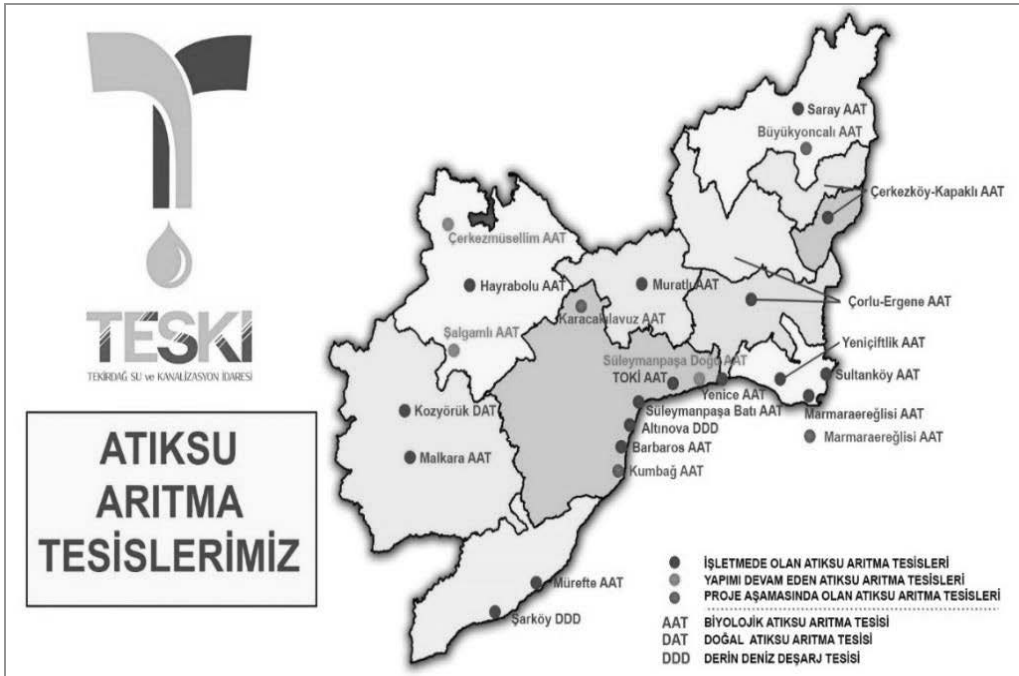 TESKİ
TEKİRDAĞ SU ve KANALİZASYON İDARESİ
ATIKSU
ARITMA
TESİSLERİMİZ
Saray AAT
Büyükyoncalı AAT
Çerkezköy-Kapaklı AAT
Çerkezmüsellim AAT
Hayrabolu AAT
Muratlı AAT
Karacakılavuz AAT
Çorlu-Ergene AAT
Şalgamlı AAT
Süleymanpaşa Doğu AAT
Yeniçiftlik AAT
TOKİ AAT
Yenice AAT
Sultanköy AAT
Kozyörük DAT
Süleymanpaşa Batı AAT
Marmaraereğlisi AAT
Altınova DDD
Marmaraereğlisi AAT
Barbaros AAT
Malkara AAT
Kumbağ AAT
Mürefte AAT
Şarköy DDD
İŞLETMEDE OLAN ATIKSU ARITMA TESİSLERİ
YAPIMI DEVAM EDEN ATIKSU ARITMA TESİSLERİ
PROJE AŞAMASINDA OLAN ATIKSU ARITMA TESİSLERİ
AAT BİYOLOJİK ATIKSU ARITMA TESİSİ
DAT DOĞAL ATIKSU ARITMA TESİSİ
DDD DERİN DENİZ DEŞARJ TESİSİ